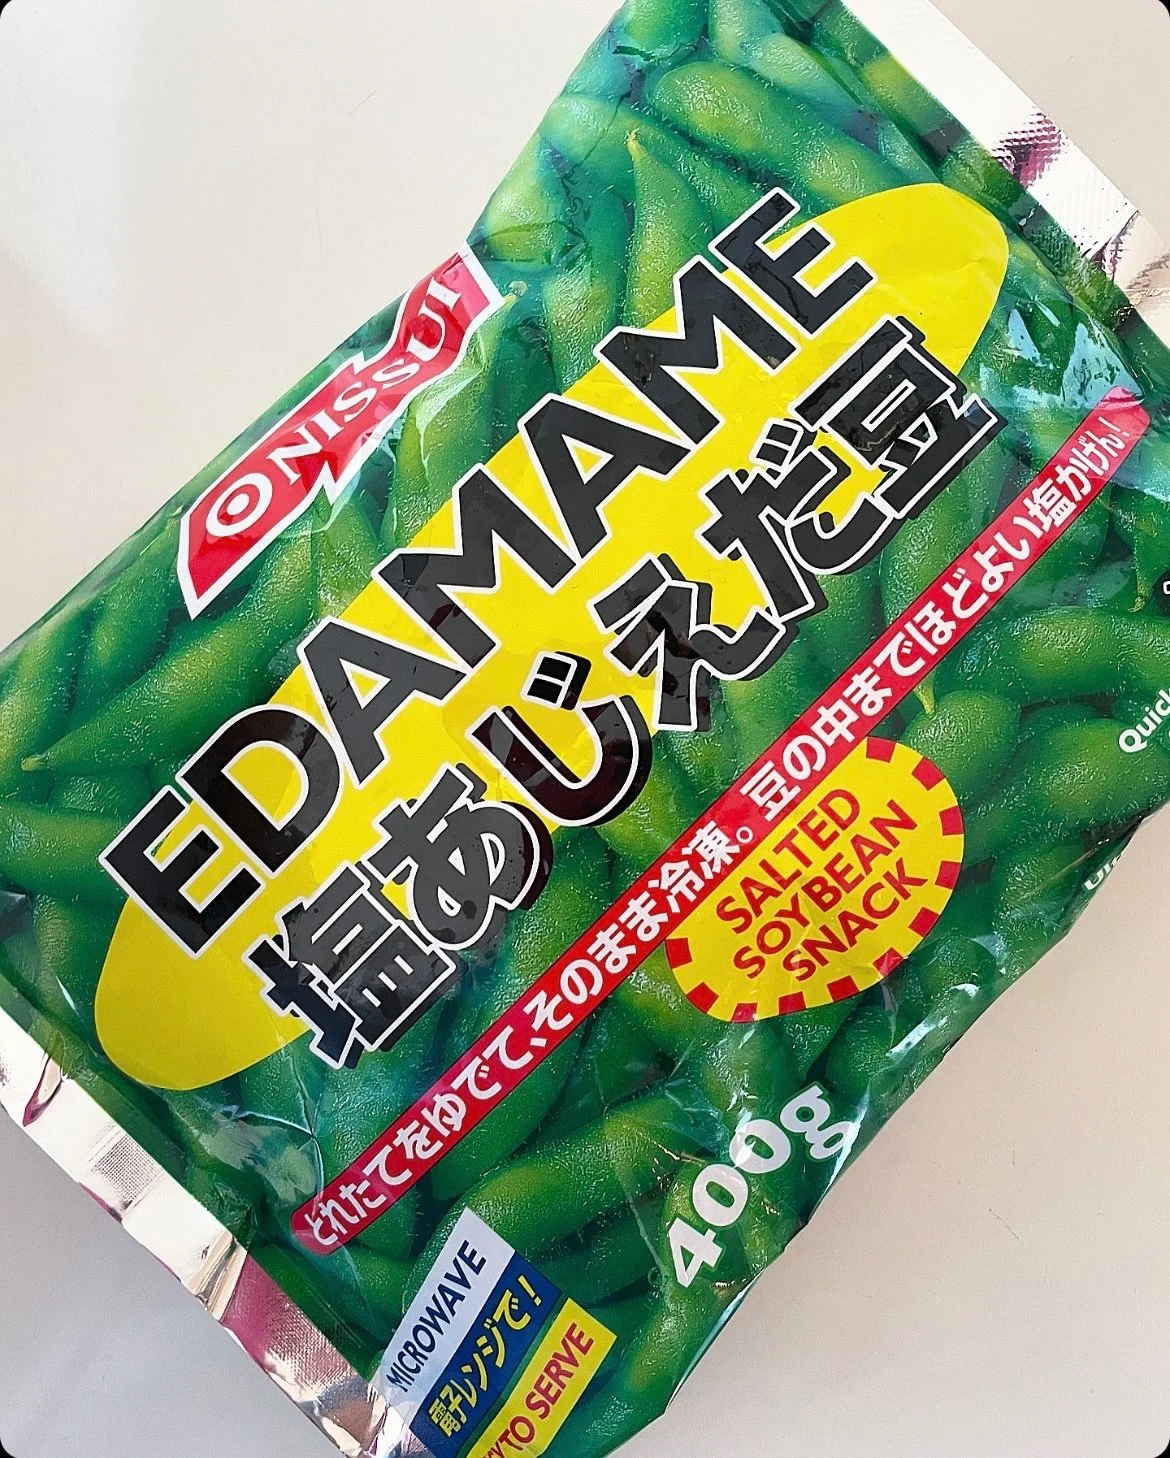 NISSUI
EDAMAME
塩あじえだ豆
とれたてをゆでて、そのまま冷凍。豆の中までほどよい塩かげん!
SALTED
SOYBEAN
SNACK
400g
MICROWAVE
電子レンジで!
TO SERVE